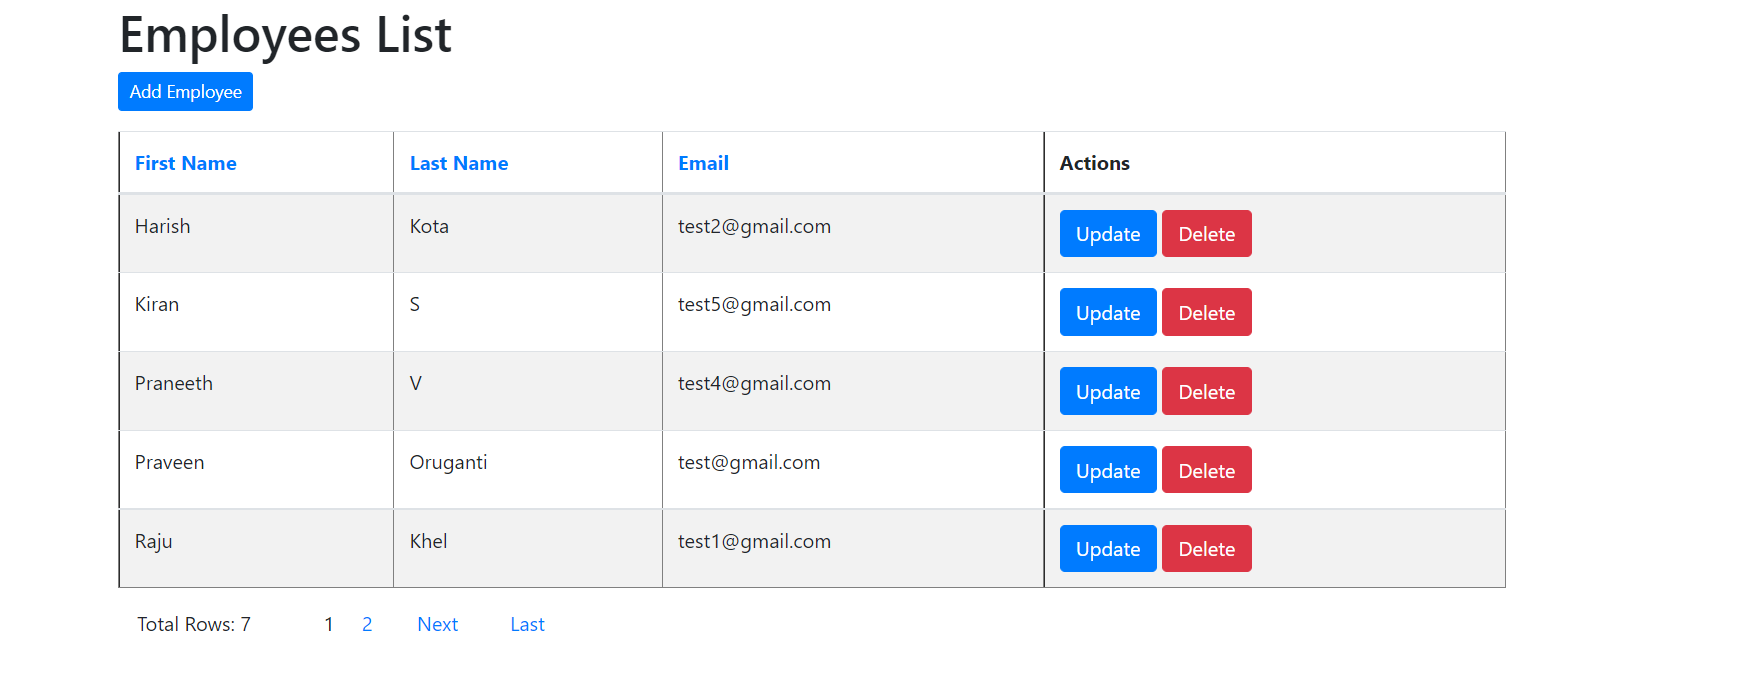 Employees List
Add Employee
First Name Last Name Email Actions
Harish Kota test2@gmail.com Update Delete
Kiran S test5@gmail.com Update Delete
Praneeth V test4@gmail.com Update Delete
Praveen Oruganti test@gmail.com Update Delete
Raju Khel test1@gmail.com Update Delete
Total Rows: 7 1 2 Next Last